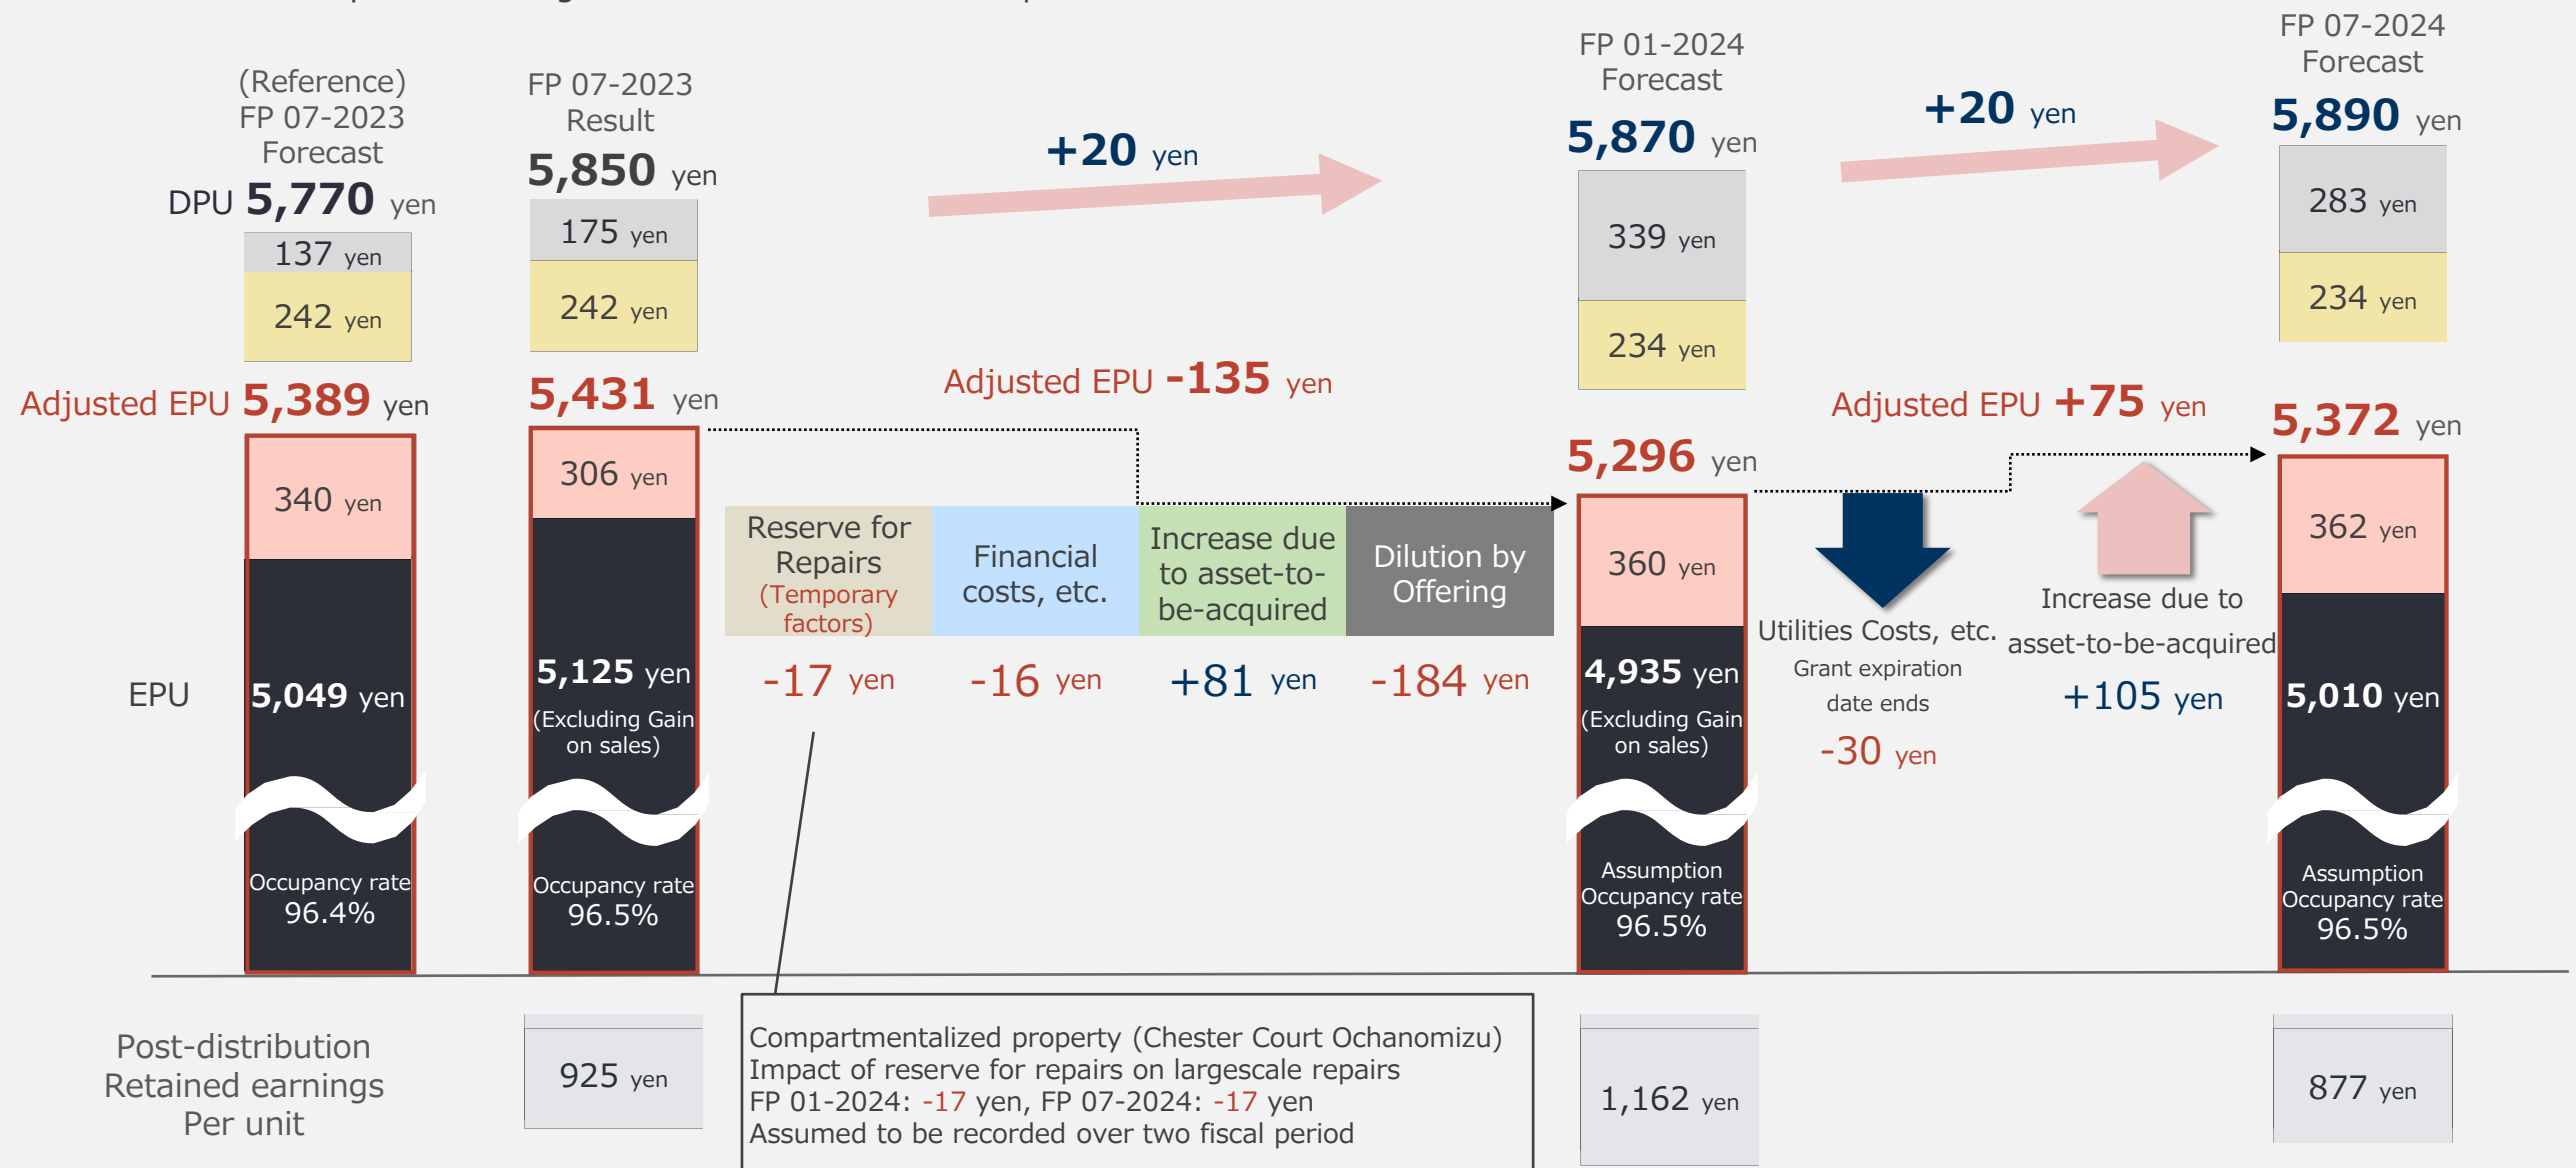 (Reference)
FP 07-2023
Forecast
DPU 5,770 yen
137 yen
242 yen
Adjusted EPU 5,389 yen
340 yen
EPU
5,049 yen
Occupancy rate
96.4%
FP 07-2023
Result
5,850 yen
175 yen
242 yen
5,431 yen
306 yen
5,125 yen
(Excluding Gain
on sales)
Occupancy rate
96.5%
+20 yen
Adjusted EPU -135 yen
Reserve for
Repairs
(Temporary
factors)
-17 yen
Financial
costs, etc.
-16 yen
Increase due
to asset-to-
be-acquired
+81 yen
Dilution by
Offering
-184 yen
FP 01-2024
Forecast
5,870 yen
339 yen
234 yen
5,296 yen
360 yen
4,935 yen
(Excluding Gain
on sales)
Assumption
Occupancy rate
96.5%
+20 yen
Adjusted EPU +75 yen
Utilities Costs, etc.
Grant expiration
date ends
-30 yen
Increase due to
asset-to-be-acquired
+105 yen
FP 07-2024
Forecast
5,890 yen
283 yen
234 yen
5,372 yen
362 yen
5,010 yen
Assumption
Occupancy rate
96.5%
Post-distribution
Retained earnings
Per unit
925 yen
Compartmentalized property (Chester Court Ochanomizu)
Impact of reserve for repairs on largescale repairs
FP 01-2024: -17 yen, FP 07-2024: -17 yen
Assumed to be recorded over two fiscal period
1,162 yen
877 yen